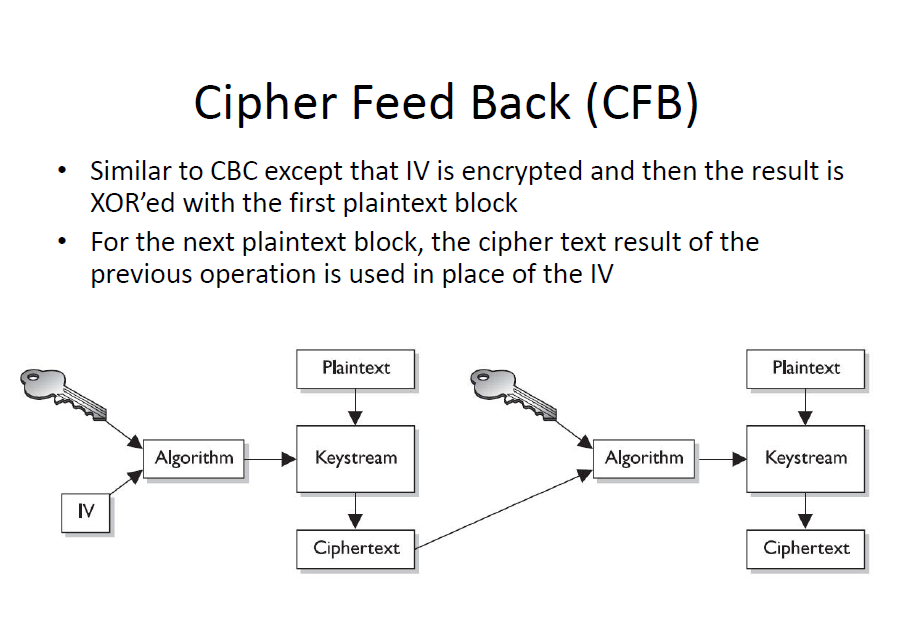 Cipher Feed Back (CFB)
• Similar to CBC except that IV is encrypted and then the result is
XOR’ed with the first plaintext block
• For the next plaintext block, the cipher text result of the
previous operation is used in place of the IV
Plaintext
Plaintext
Algorithm
Keystream
Algorithm
Keystream
IV
Ciphertext
Ciphertext